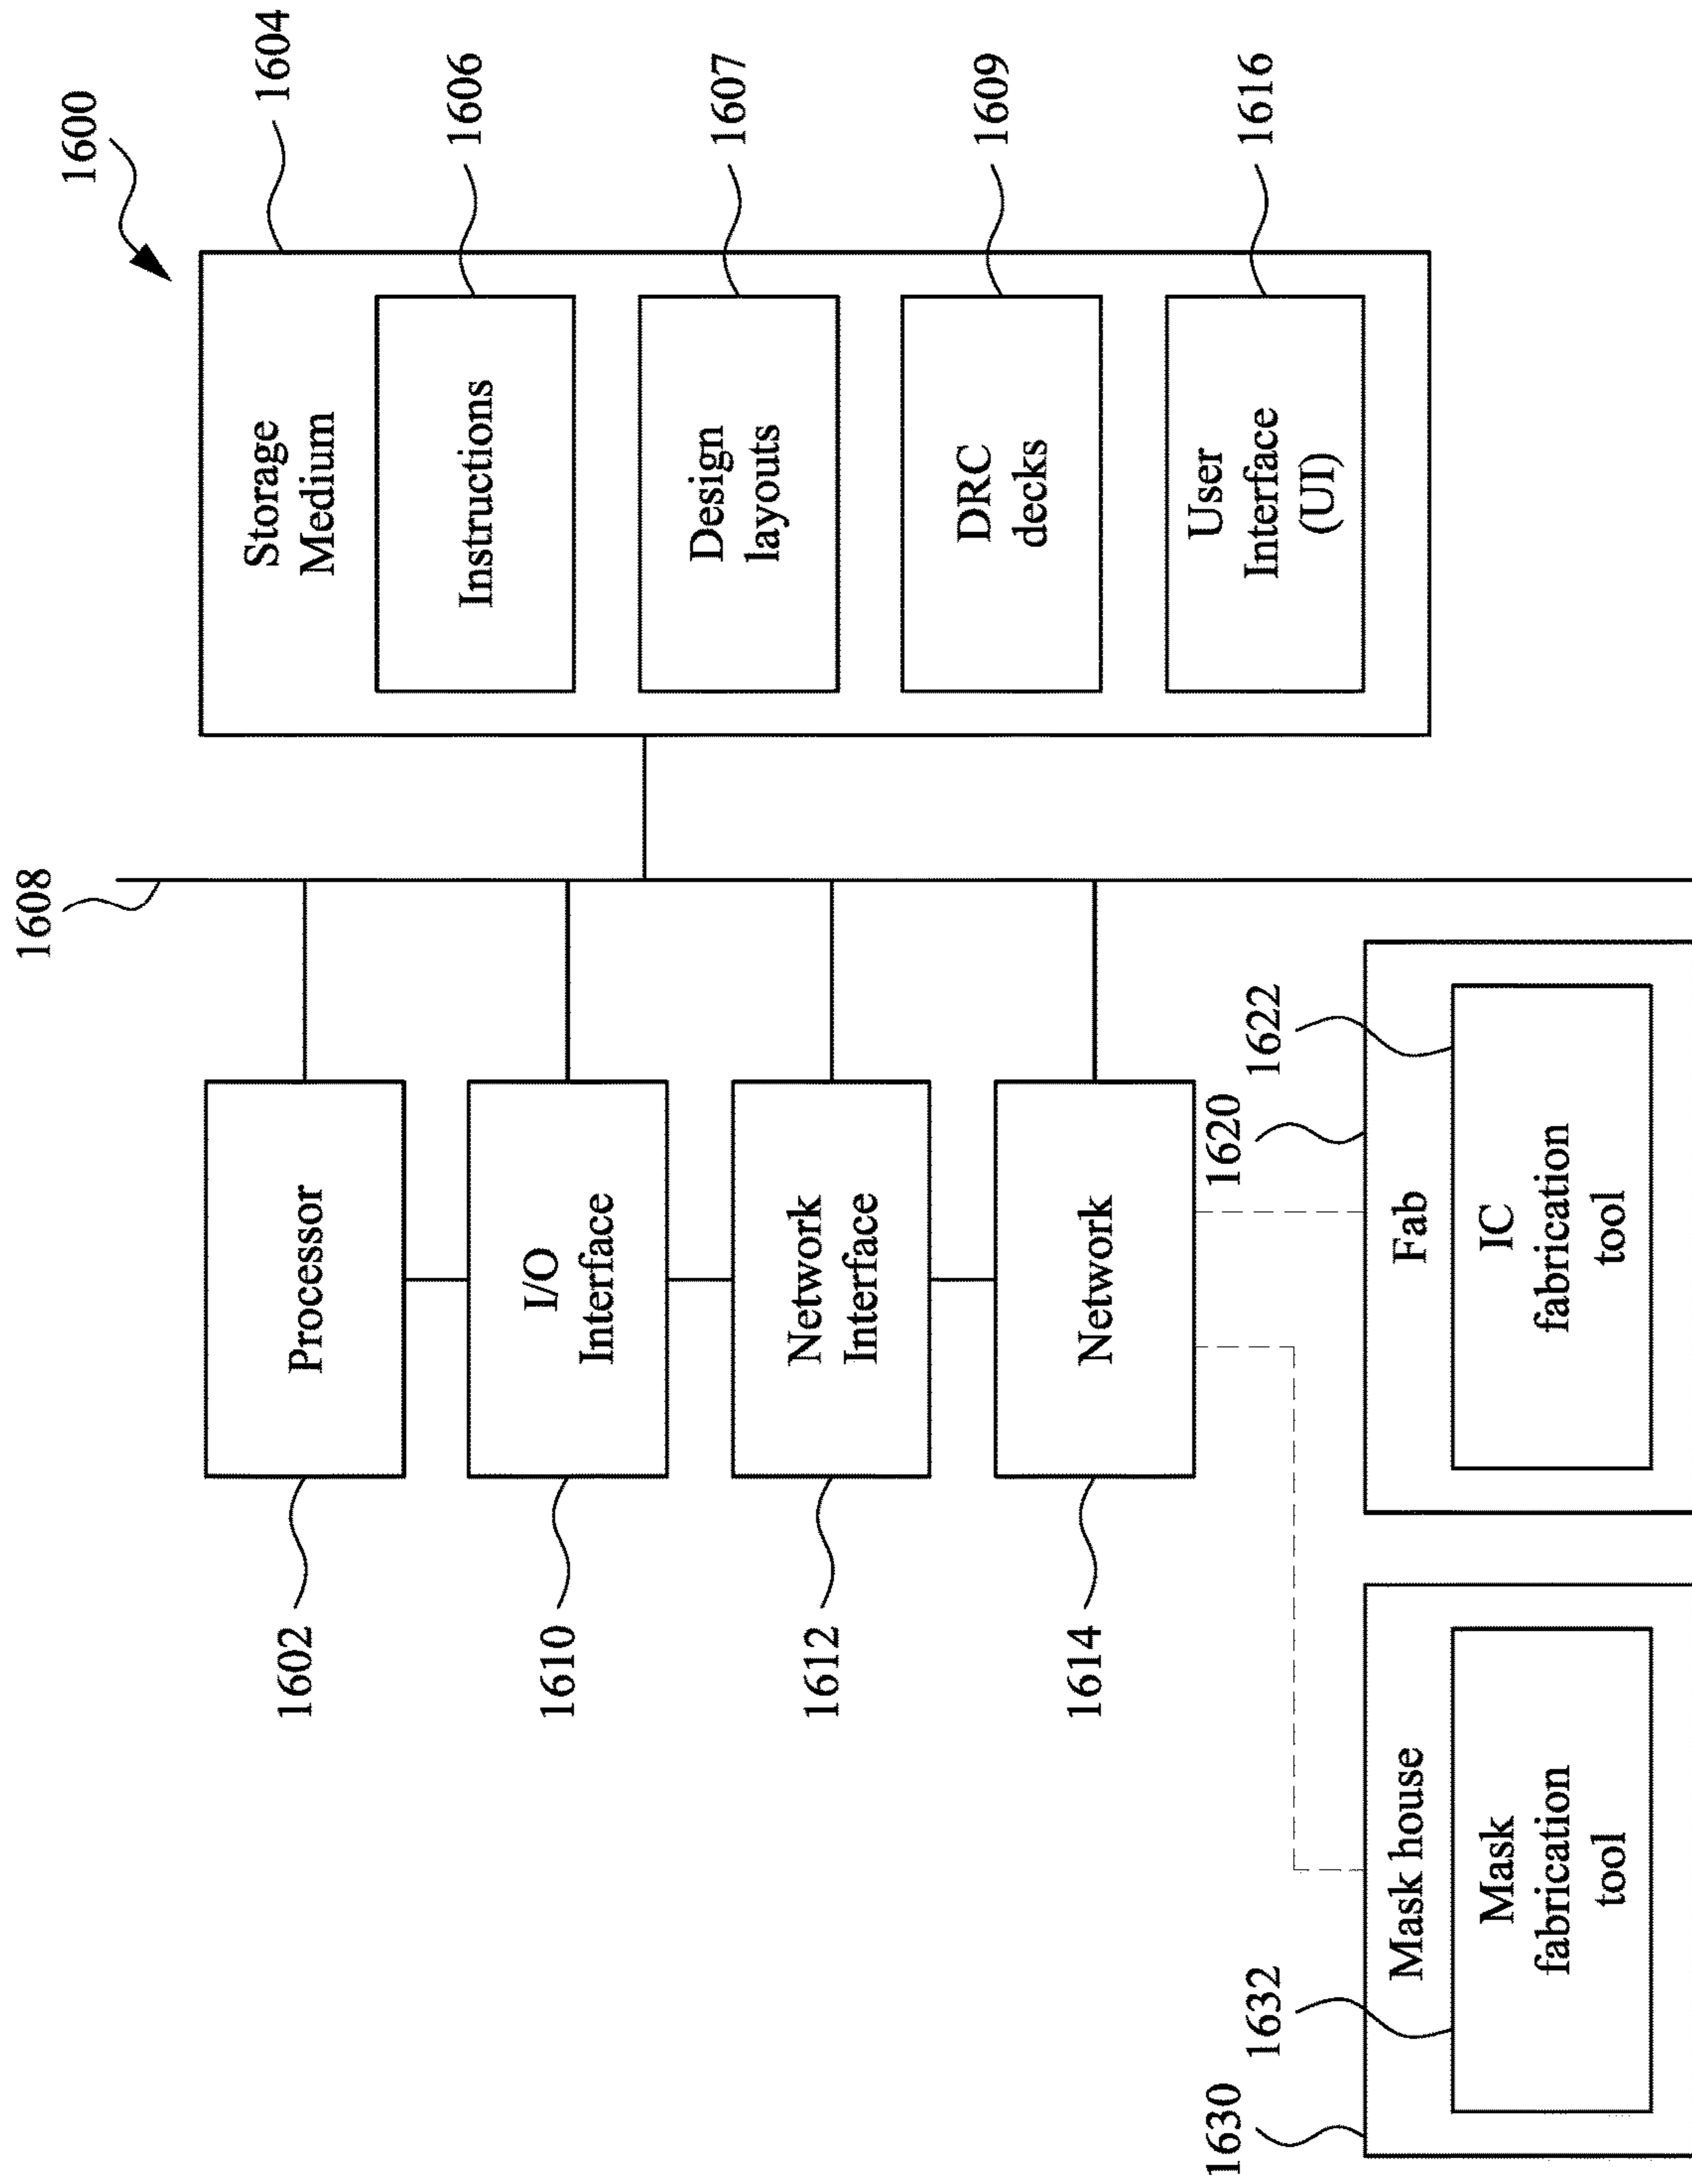 1600
1608
1604
Processor
Storage
Medium
1602
Instructions
1606
I/O
Interface
1610
Design
layouts
1607
Network
Interface
1612
DRC
decks
1609
Network
1614
User
Interface
(UI)
1616
1630
1632
1620
1622
Mask house
Fab
Mask
fabrication
tool
IC
fabrication
tool